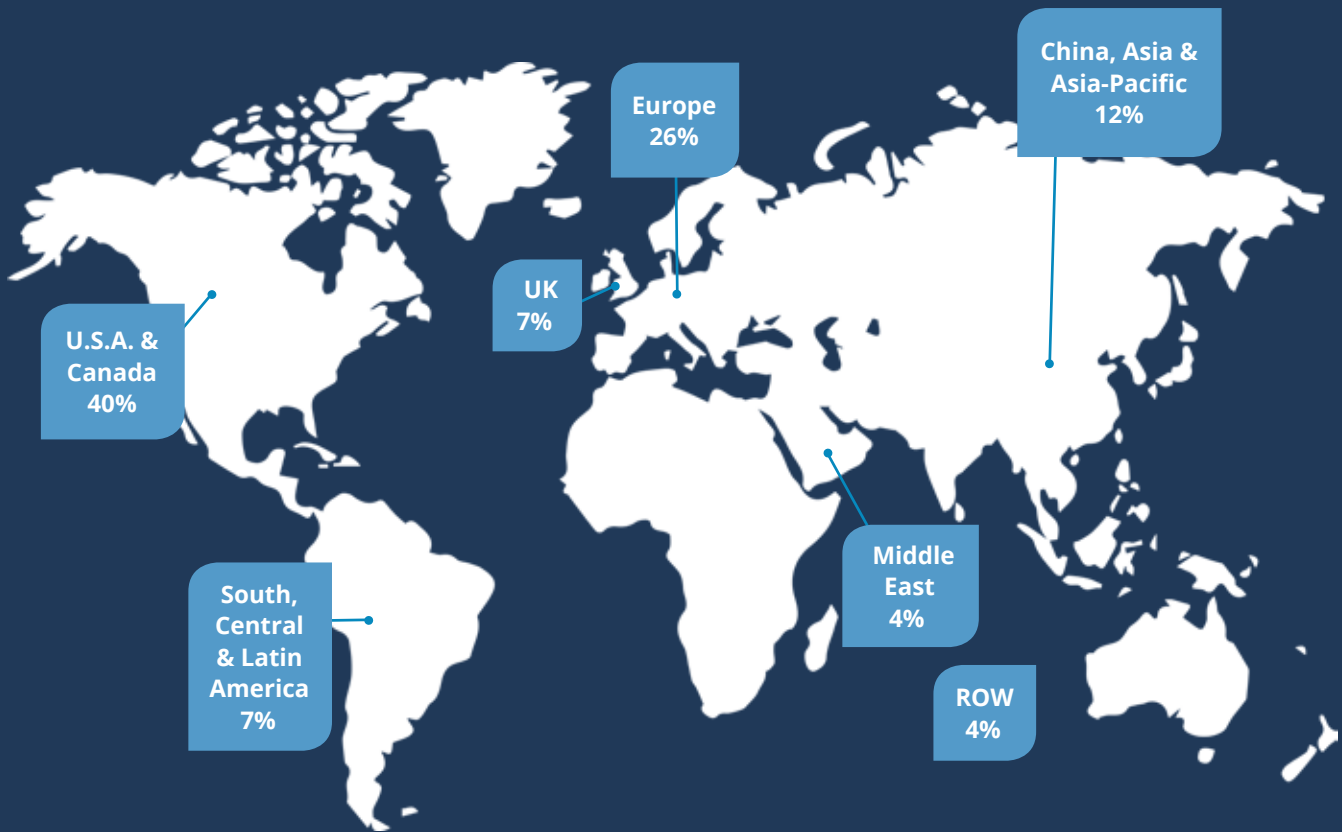 China, Asia &
Asia-Pacific
12%
Europe
26%
UK
7%
U.S.A. &
Canada
40%
Middle
East
4%
South,
Central
& Latin
America
7%
ROW
4%